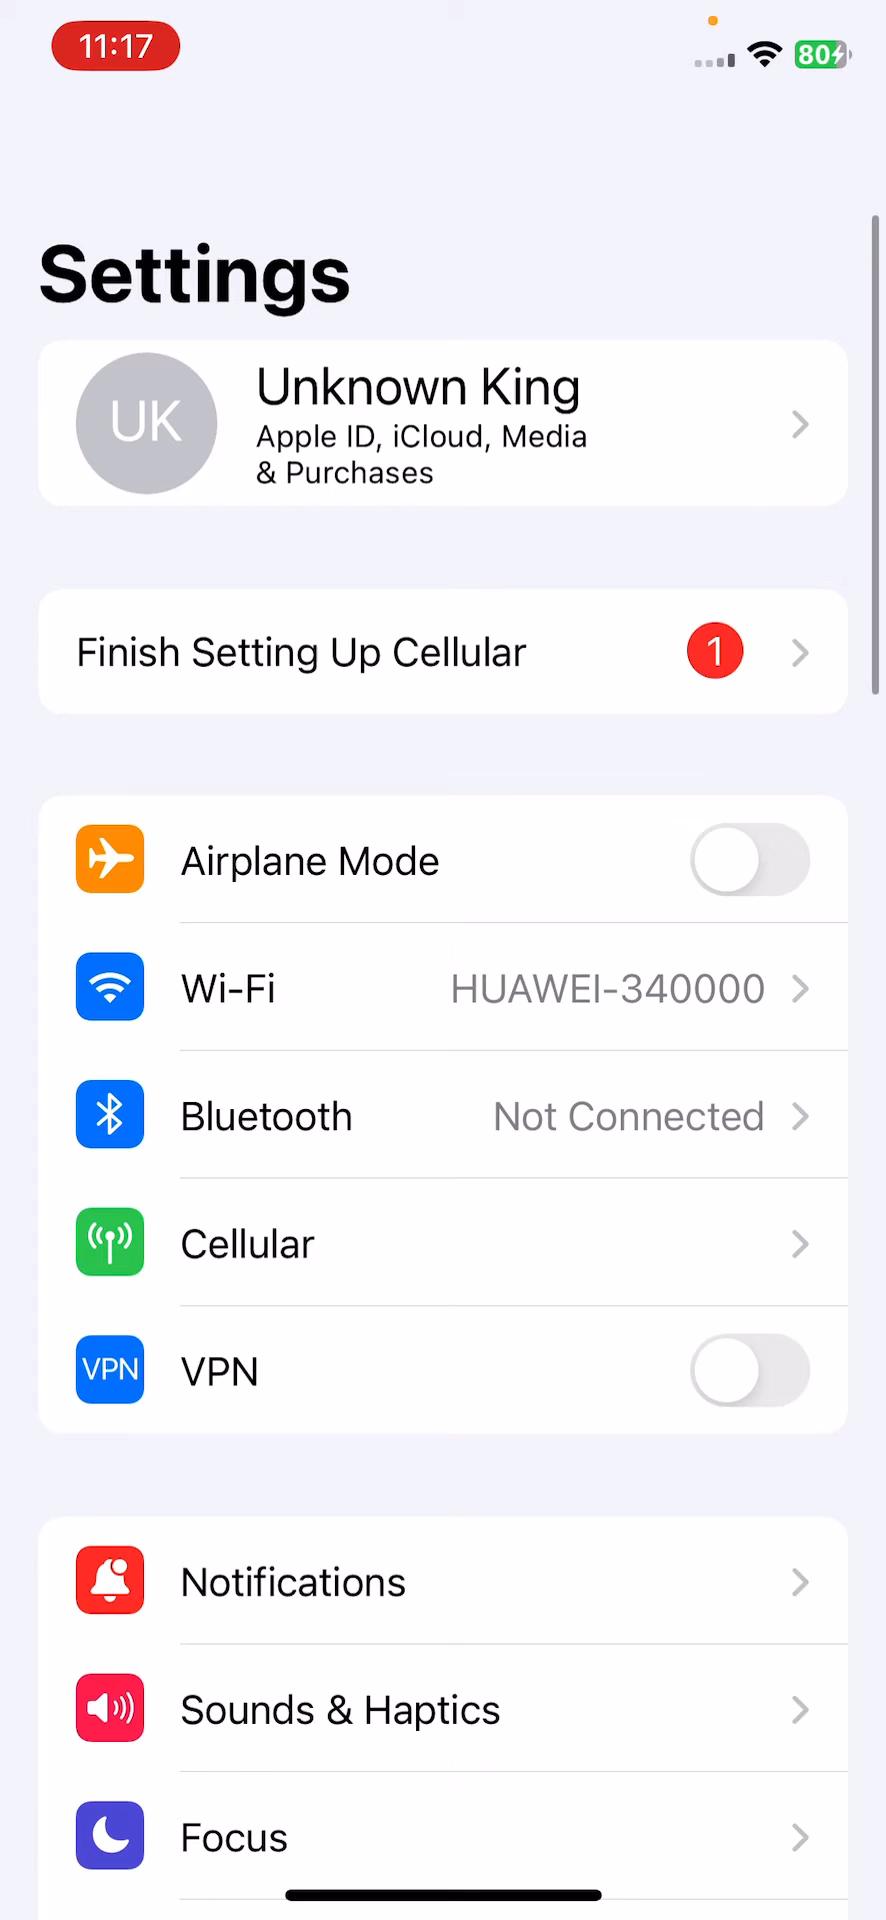 11:17
80
Settings
UK
Unknown King
Apple ID, iCloud, Media
& Purchases
Finish Setting Up Cellular 1
Airplane Mode
Wi-Fi HUAWEI-340000
Bluetooth Not Connected
Cellular
VPN VPN
Notifications
Sounds & Haptics
Focus